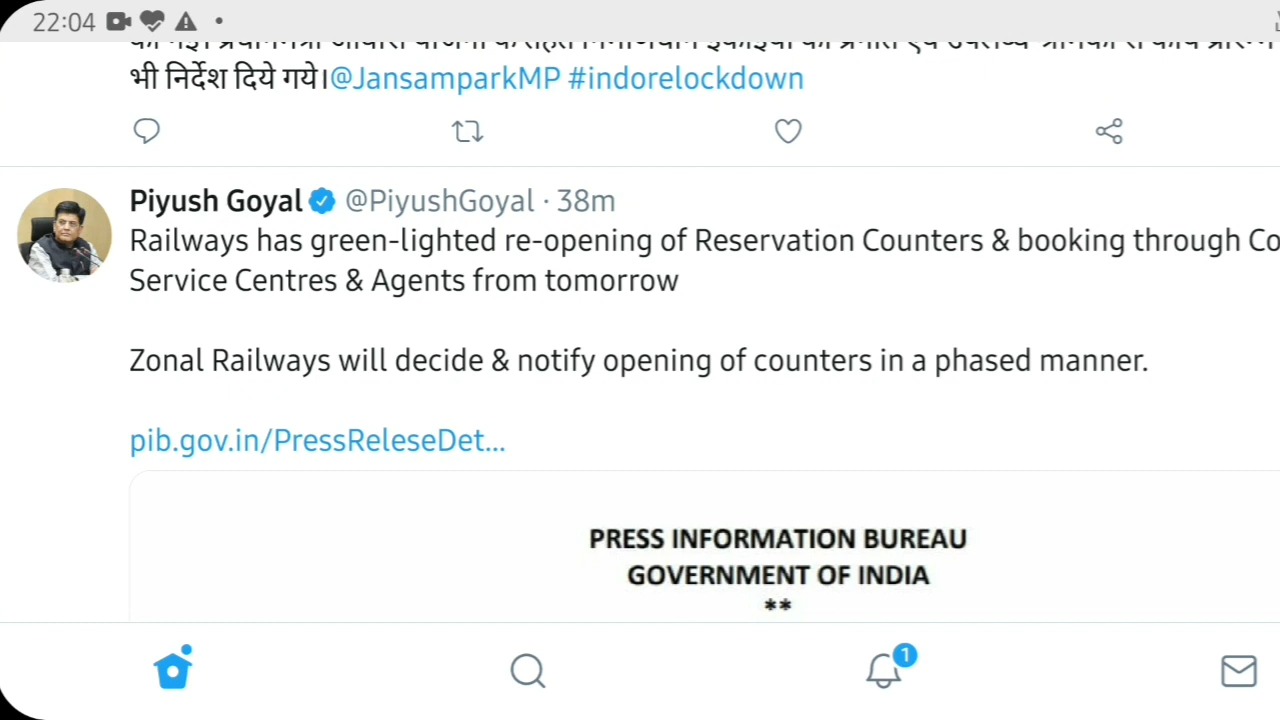 22:04
भी निर्देश दिये गये।@JansamparkMP #indorelockdown
Piyush Goyal @PiyushGoyal · 38m
Railways has green-lighted re-opening of Reservation Counters & booking through Co
Service Centres & Agents from tomorrow
Zonal Railways will decide & notify opening of counters in a phased manner.
pib.gov.in/PressReleseDet...
PRESS INFORMATION BUREAU
GOVERNMENT OF INDIA
**
1